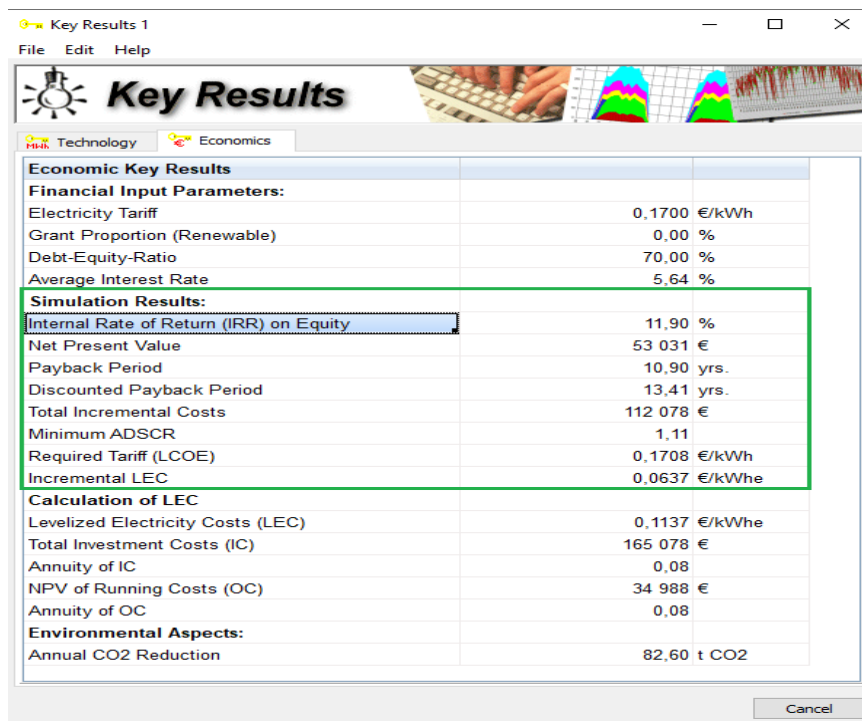 Key Results 1
File Edit Help
Key Results
MWh Technology € Economics
Economic Key Results
Financial Input Parameters:
Electricity Tariff 0,1700 €/kWh
Grant Proportion (Renewable) 0,00 %
Debt-Equity-Ratio 70,00 %
Average Interest Rate 5,64 %
Simulation Results:
Internal Rate of Return (IRR) on Equity 11,90 %
Net Present Value 53 031 €
Payback Period 10,90 yrs.
Discounted Payback Period 13,41 yrs.
Total Incremental Costs 112 078 €
Minimum ADSCR 1,11
Required Tariff (LCOE) 0,1708 €/kWh
Incremental LEC 0,0637 €/kWhe
Calculation of LEC
Levelized Electricity Costs (LEC) 0,1137 €/kWhe
Total Investment Costs (IC) 165 078 €
Annuity of IC 0,08
NPV of Running Costs (OC) 34 988 €
Annuity of OC 0,08
Environmental Aspects:
Annual CO2 Reduction 82,60 t CO2
Cancel